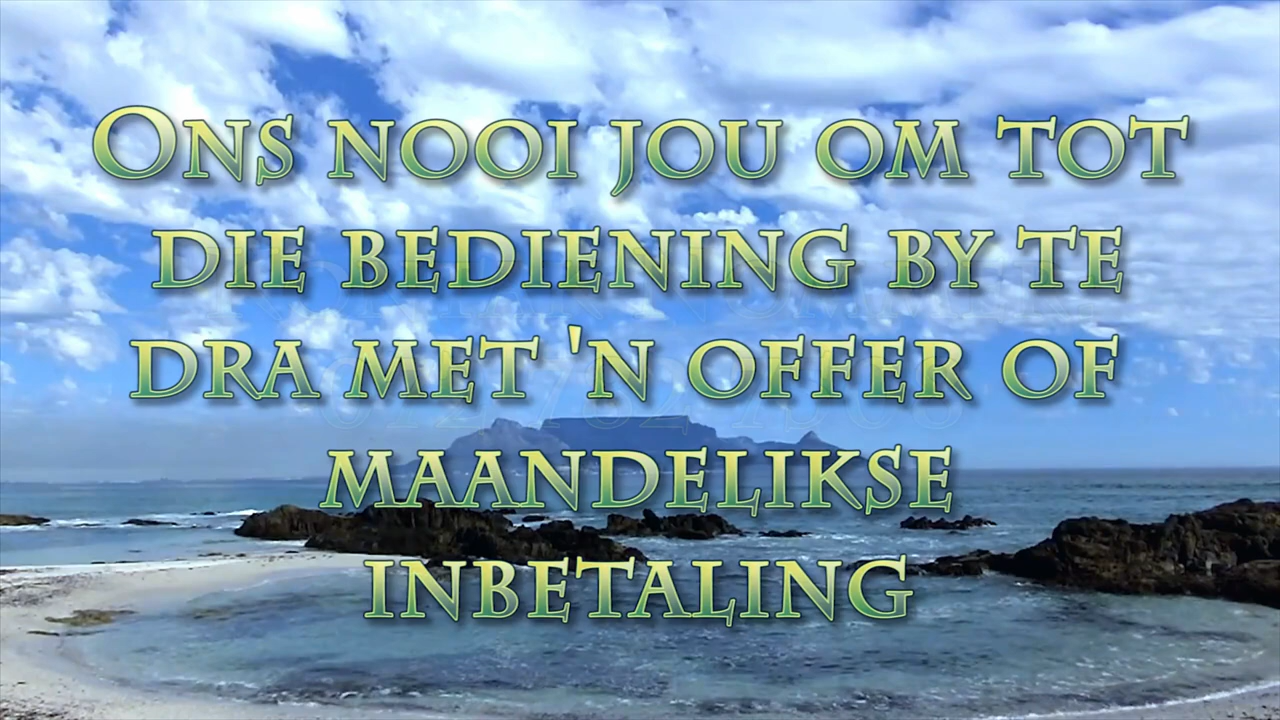 Ons nooi jou om tot
die bediening by te
dra met 'n offer of
maandelikse
inbetaling